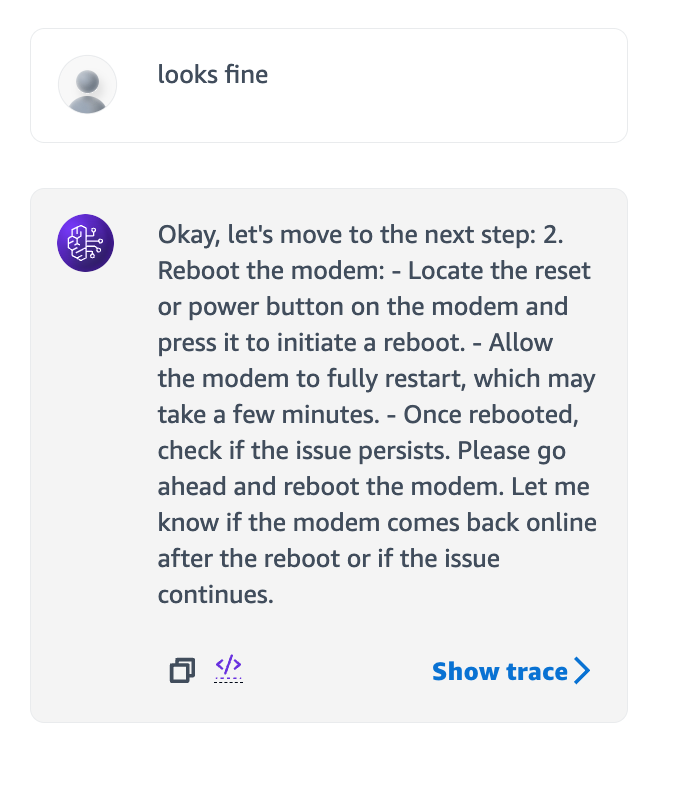 looks fine
Okay, let's move to the next step: 2.
Reboot the modem: - Locate the reset
or power button on the modem and
press it to initiate a reboot. - Allow
the modem to fully restart, which may
take a few minutes. - Once rebooted,
check if the issue persists. Please go
ahead and reboot the modem. Let me
know if the modem comes back online
after the reboot or if the issue
continues.
Show trace